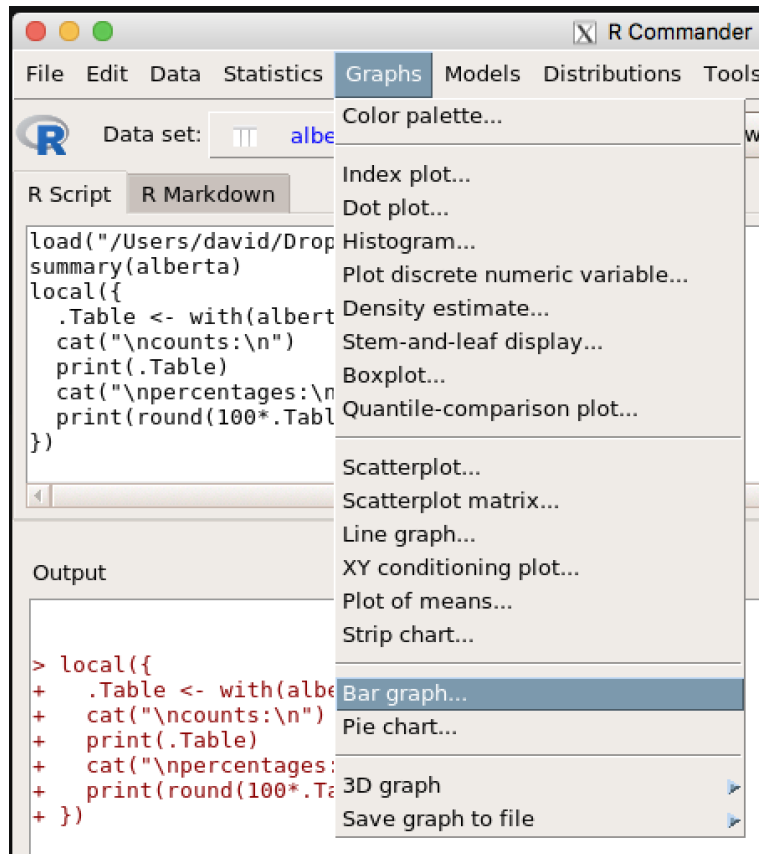 R Commander
File Edit Data Statistics Graphs Models Distributions Tools
R Data set: albe
Color palette...
Index plot...
Dot plot...
Histogram...
Plot discrete numeric variable...
Density estimate...
Stem-and-leaf display...
Boxplot...
Quantile-comparison plot...
Scatterplot...
Scatterplot matrix...
Line graph...
XY conditioning plot...
Plot of means...
Strip chart...
Bar graph...
Pie chart...
3D graph
Save graph to file
R Script R Markdown
load("/Users/david/Drop
summary(alberta)
local({
  .Table <- with(albert
  cat("\ncounts:\n")
  print(.Table)
  cat("\npercentages:\n
  print(round(100*.Tabl
})
Output
> local({
+   .Table <- with(albe
+   cat("\ncounts:\n")
+   print(.Table)
+   cat("\npercentages:
+   print(round(100*.Ta
+ })